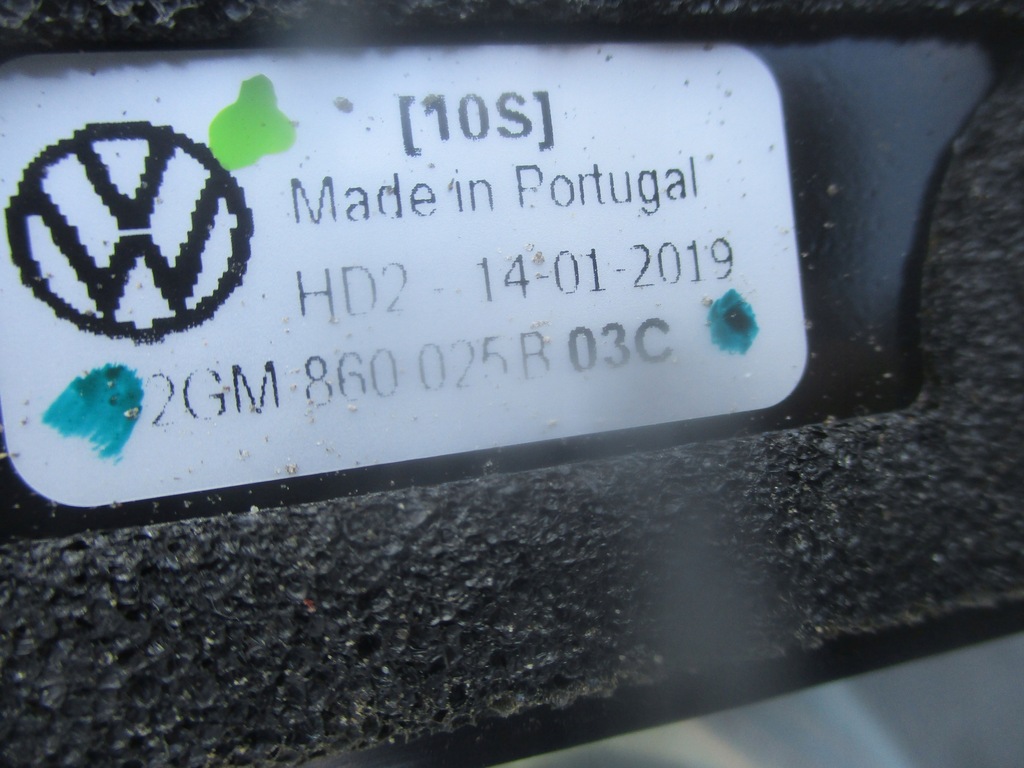 [10S]
Made in Portugal
HD2 - 14-01-2019
2GM 860 025 B 03C